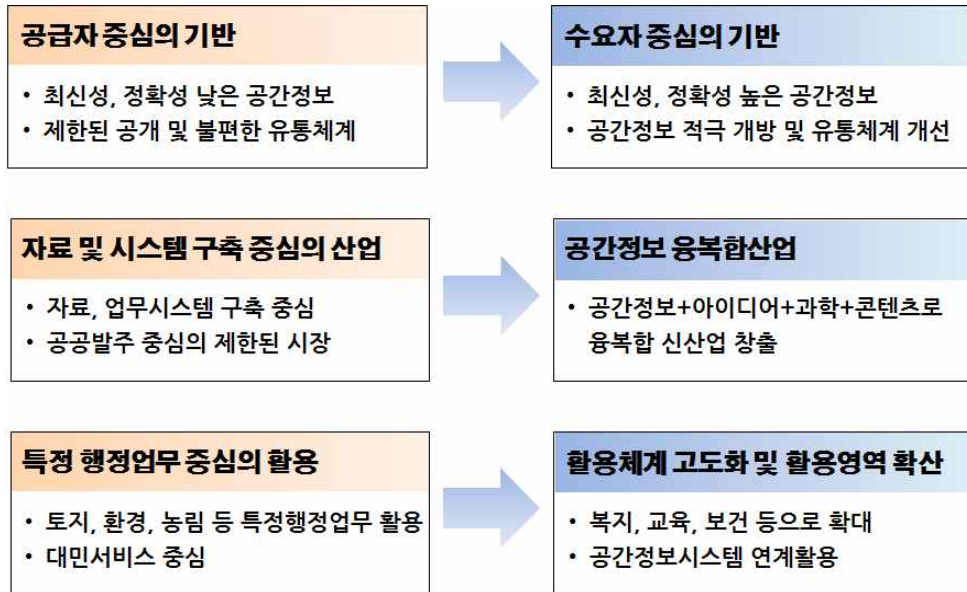 공급자 중심의 기반
• 최신성, 정확성 낮은 공간정보
• 제한된 공개 및 불편한 유통체계
수요자 중심의 기반
• 최신성, 정확성 높은 공간정보
• 공간정보 적극 개방 및 유통체계 개선
자료 및 시스템 구축 중심의 산업
• 자료, 업무시스템 구축 중심
• 공공발주 중심의 제한된 시장
공간정보 융복합산업
• 공간정보+아이디어+과학+콘텐츠로
융복합 신산업 창출
특정 행정업무 중심의 활용
• 토지, 환경, 농림 등 특정행정업무 활용
• 대민서비스 중심
활용체계 고도화 및 활용영역 확산
• 복지, 교육, 보건 등으로 확대
• 공간정보시스템 연계활용